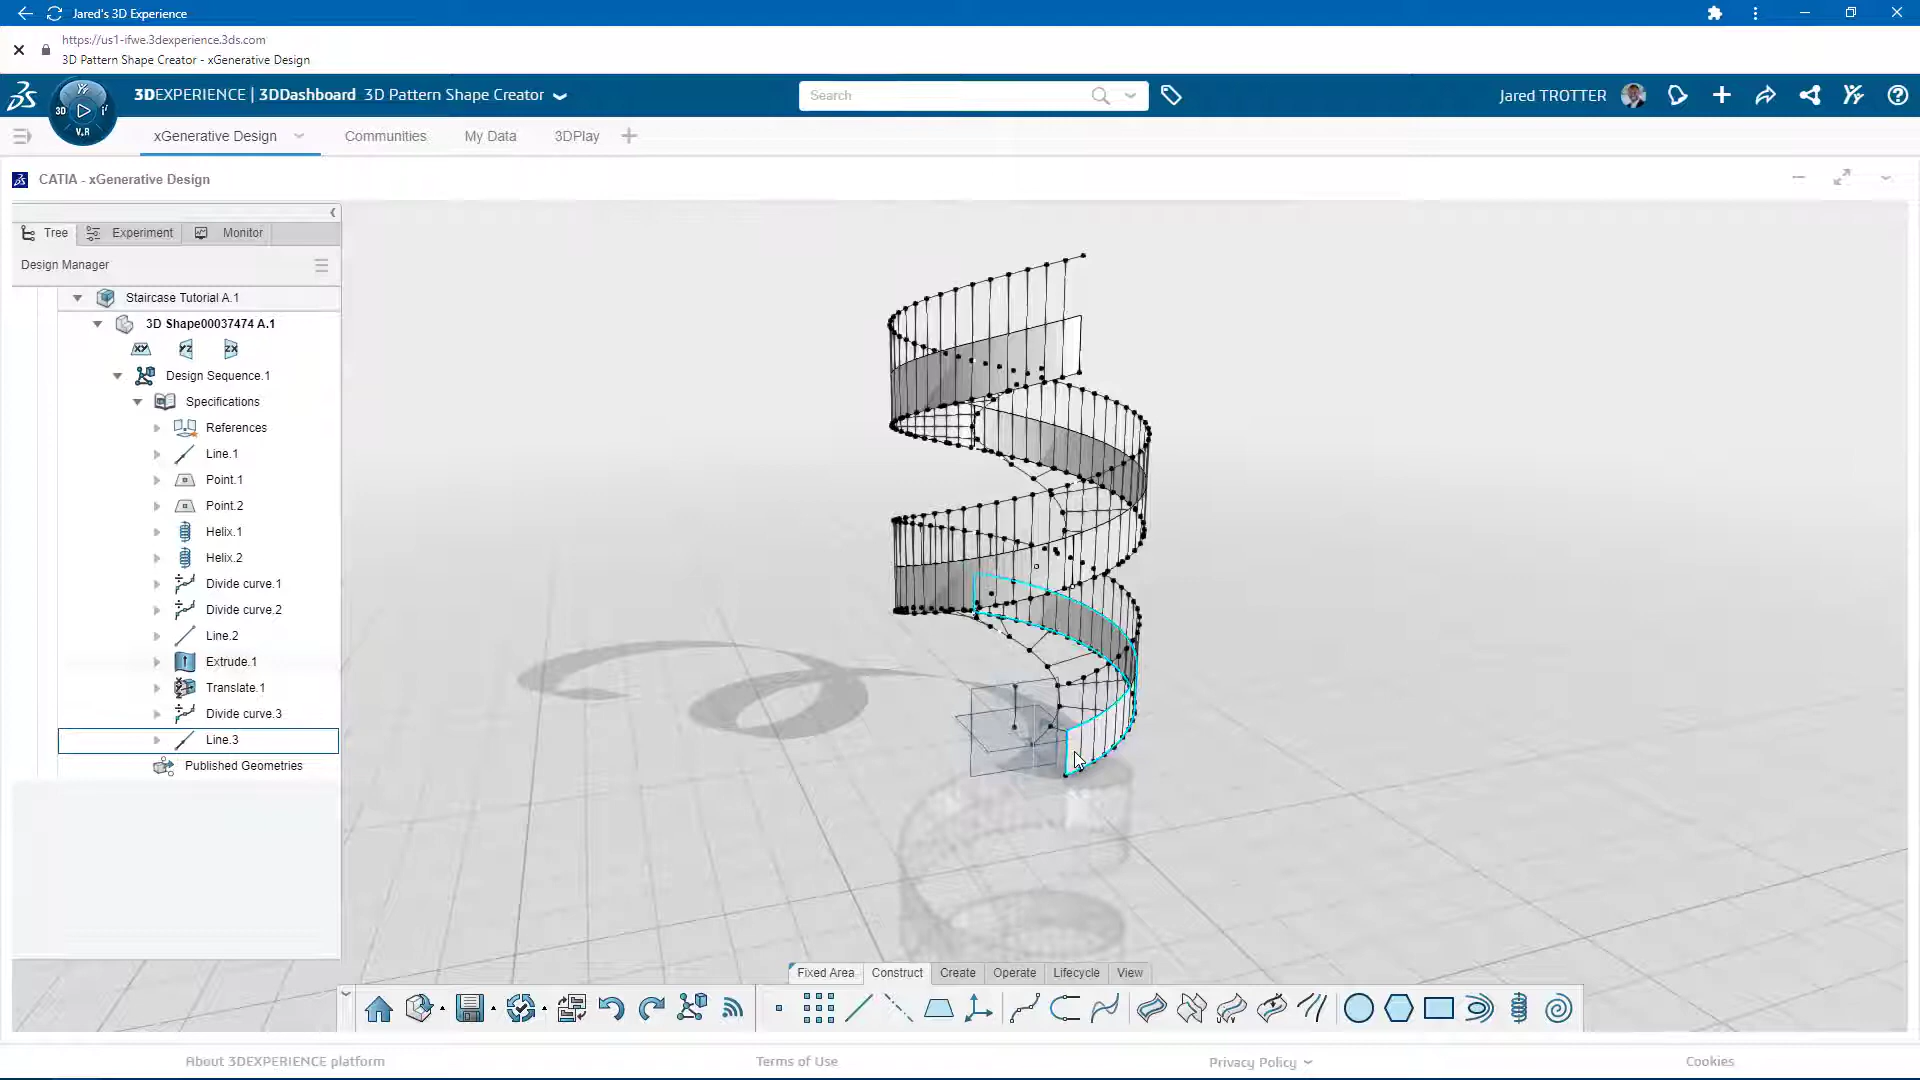 Jared's 3D Experience
https://us1-ifwe.3dexperience.3ds.com
3D Pattern Shape Creator - xGenerative Design
3DEXPERIENCE | 3DDashboard 3D Pattern Shape Creator
Search
Jared TROTTER
3D
V.R
xGenerative Design
Communities
My Data
3DPlay
CATIA - xGenerative Design
Tree
Experiment
Monitor
Design Manager
Staircase Tutorial A.1
3D Shape00037474 A.1
XY
YZ
ZX
Design Sequence.1
Specifications
References
Line.1
Point.1
Point.2
Helix.1
Helix.2
Divide curve.1
Divide curve.2
Line.2
Extrude.1
Translate.1
Divide curve.3
Line.3
Published Geometries
Fixed Area
Construct
Create
Operate
Lifecycle
View
About 3DEXPERIENCE platform
Terms of Use
Privacy Policy
Cookies